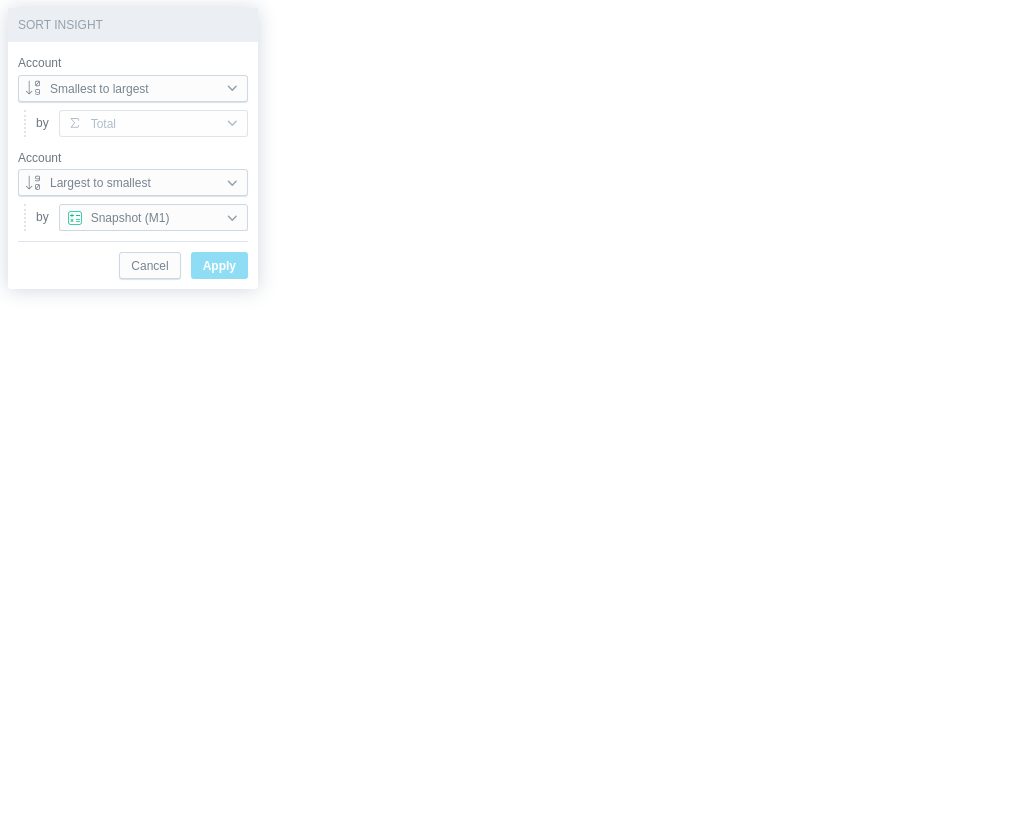 SORT INSIGHT
Account
Smallest to largest
by Total
Account
Largest to smallest
by Snapshot (M1)
Cancel Apply